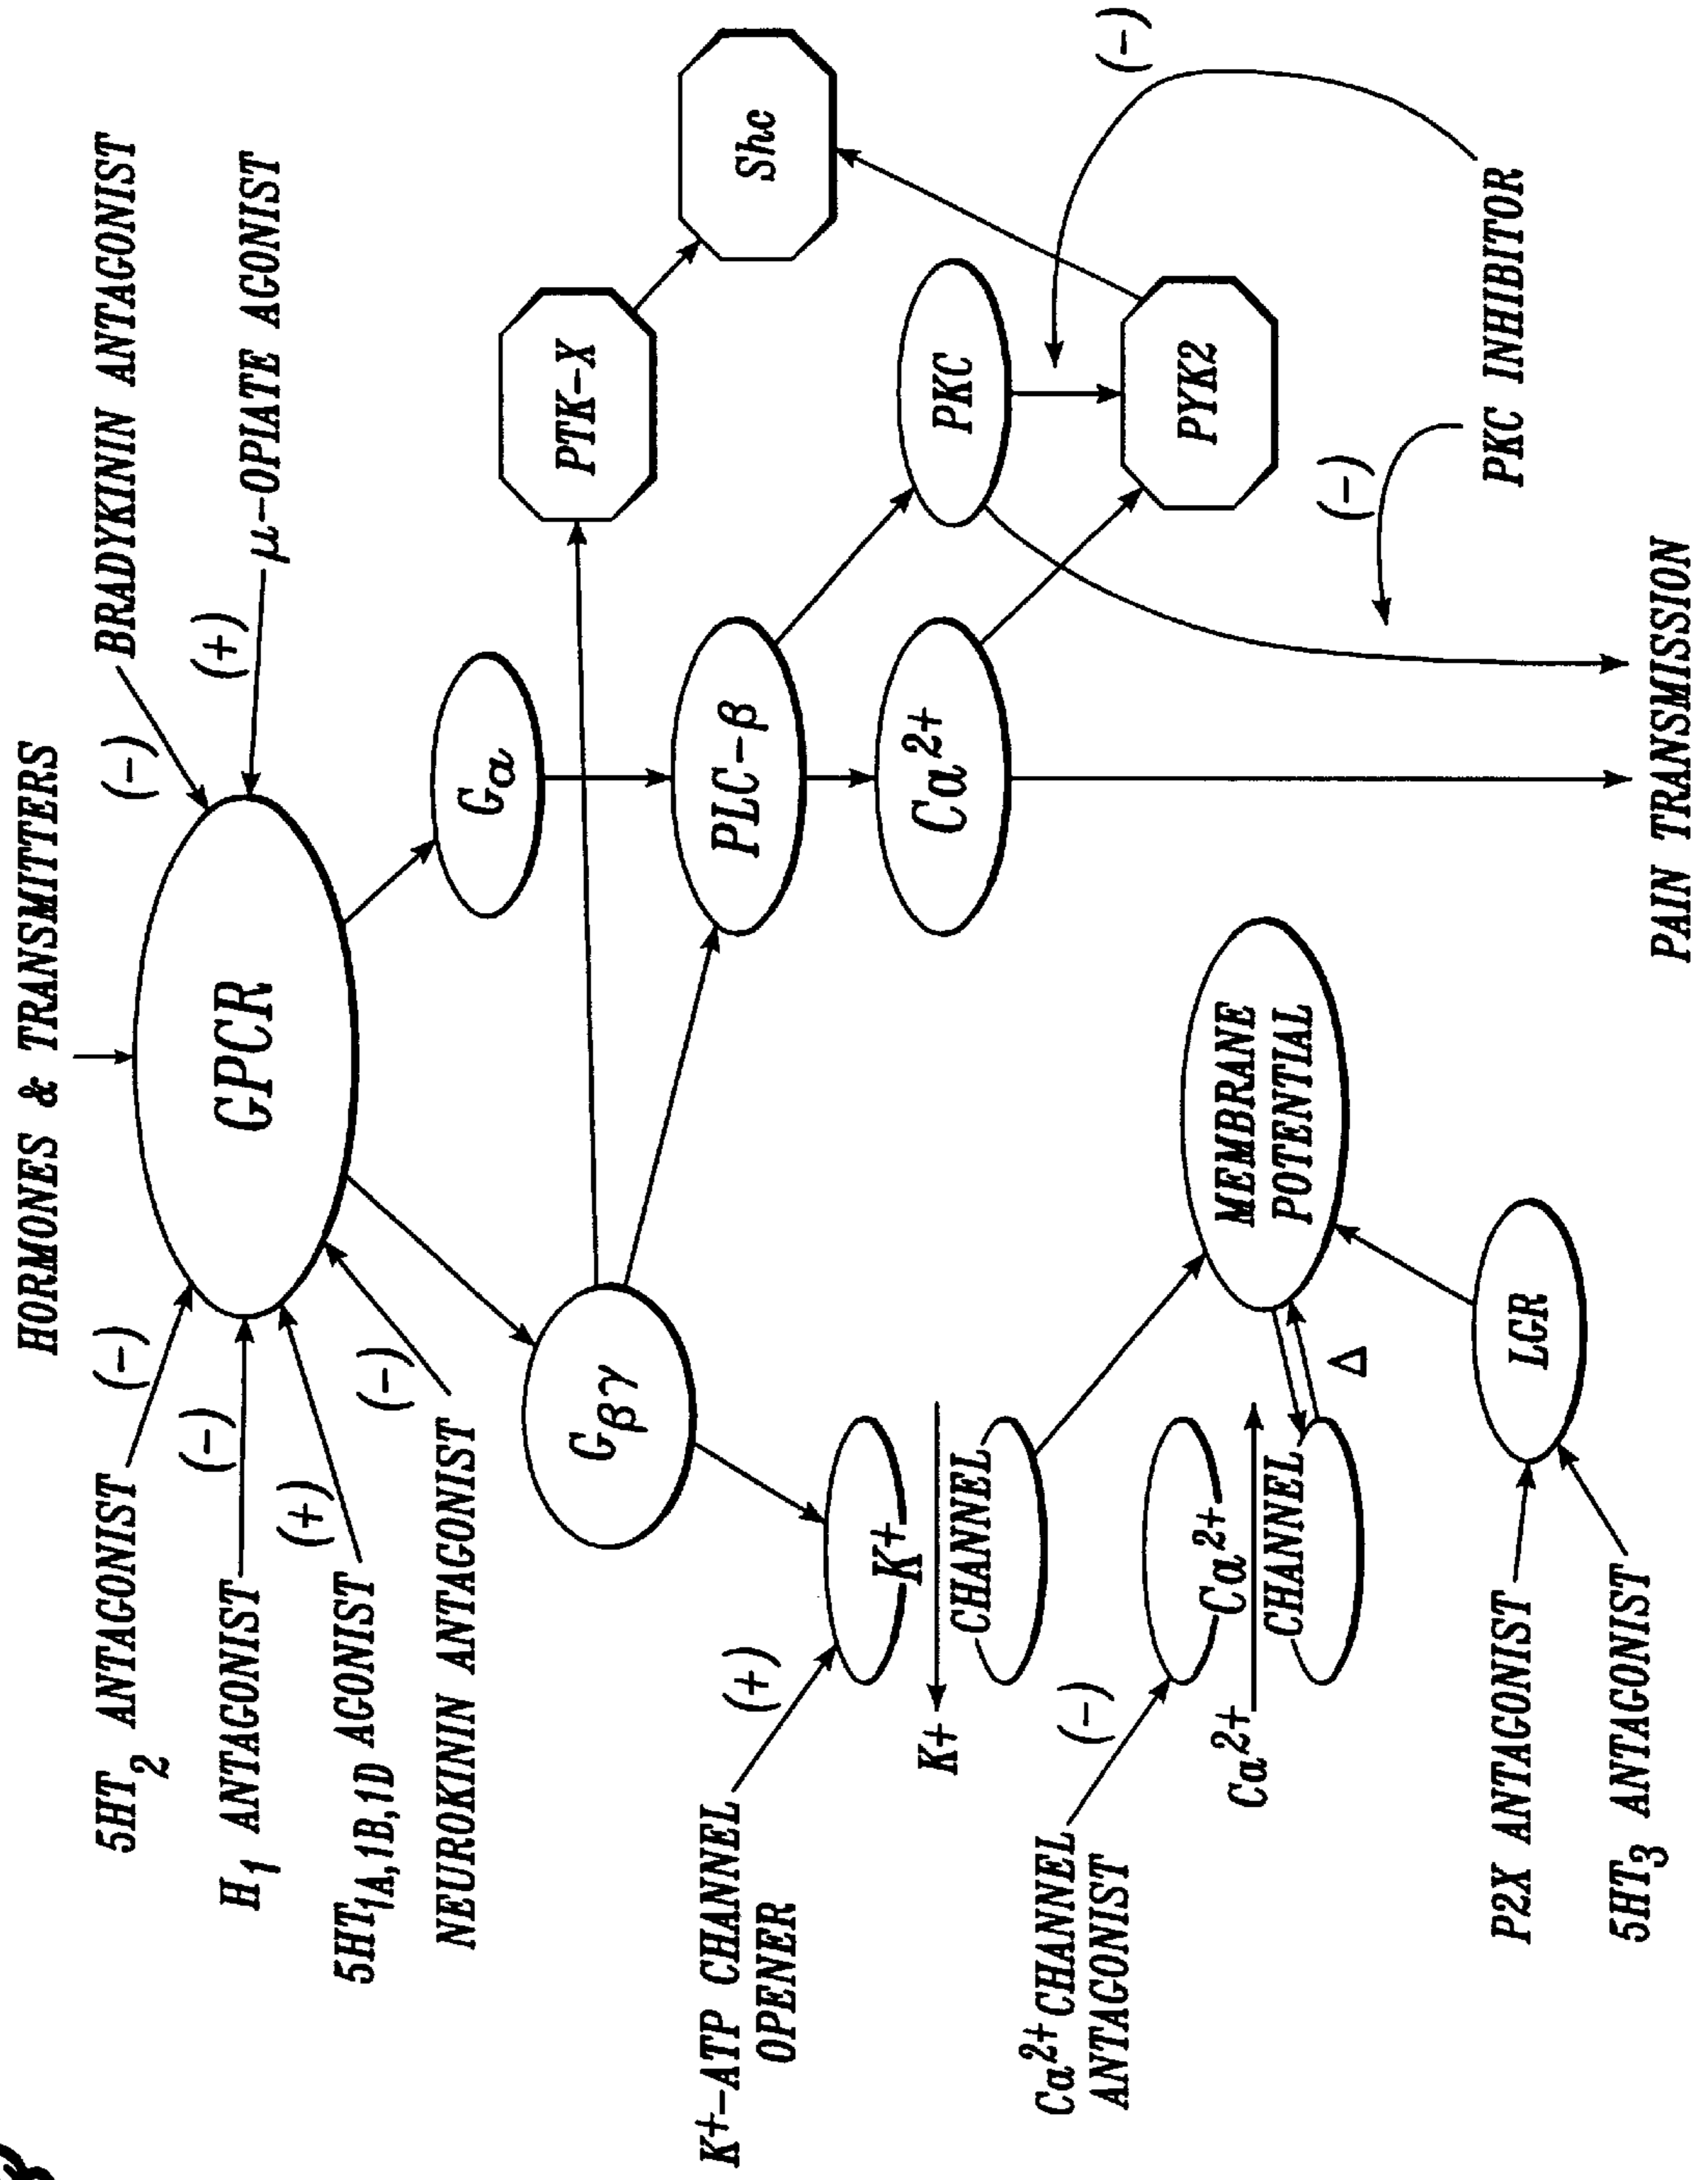 HORMONES & TRANSMITTERS
5HT2 ANTAGONIST
(-)
(-)
BRADYKININ ANTAGONIST
H1 ANTAGONIST
(-)
GPCR
(+)
μ-OPIATE AGONIST
5HT1A,1B,1D AGONIST
(+)
NEUROKININ ANTAGONIST
(-)
Gα
Gβγ
PTK-X
Shc
K+-ATP CHANNEL
OPENER
(+)
PLC-β
K+
K+
CHANNEL
Ca2+
PKC
(-)
Ca2+ CHANNEL
ANTAGONIST
(-)
Ca2+
Ca2+
CHANNEL
MEMBRANE
POTENTIAL
Δ
PYK2
(-)
P2X ANTAGONIST
LGR
PKC INHIBITOR
5HT3 ANTAGONIST
PAIN TRANSMISSION